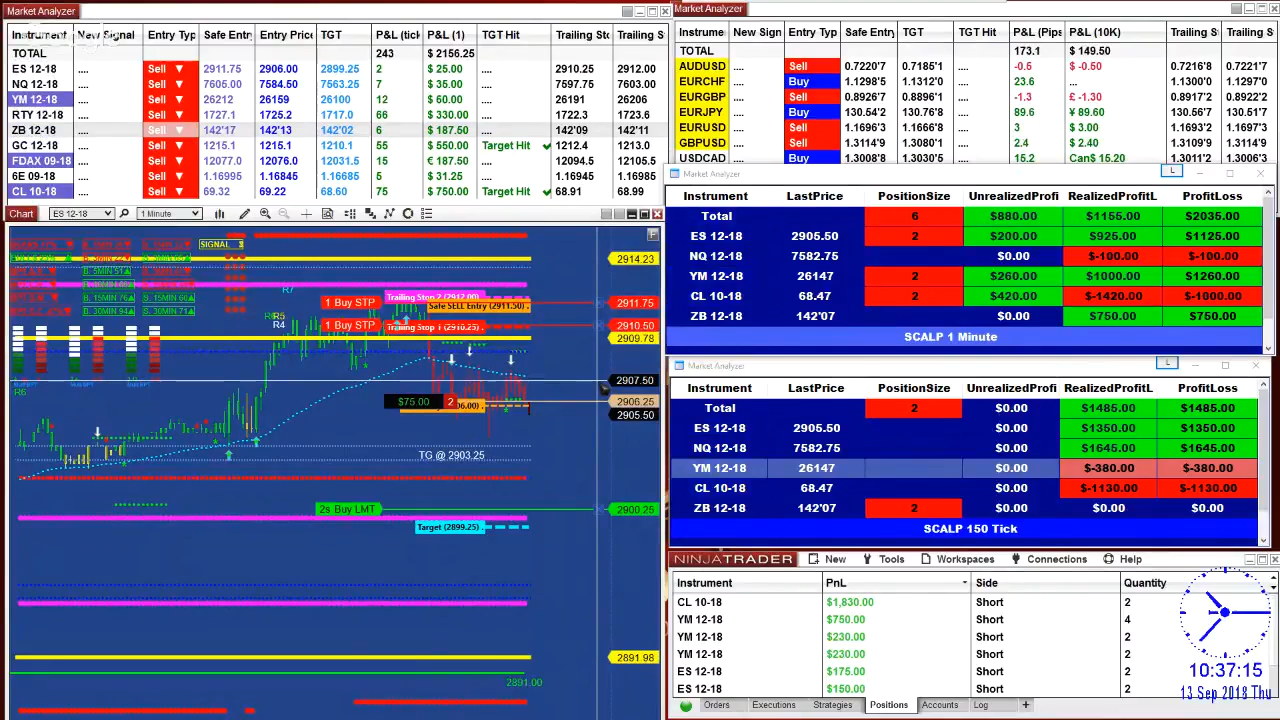 Market Analyzer
Instrument New Signal Entry Type Safe Entry Entry Price TGT P&L (tick P&L (1) TGT Hit Trailing Sto Trailing S
TOTAL 243 $ 2156.25
ES 12-18 .... Sell ▼ 2911.75 2906.00 2899.25 2 $ 25.00 .... 2910.25 2912.00
NQ 12-18 .... Sell ▼ 7605.00 7584.50 7563.25 7 $ 35.00 .... 7597.75 7603.00
YM 12-18 .... Sell ▼ 26212 26159 26100 12 $ 60.00 .... 26191 26206
RTY 12-18 .... Sell ▼ 1727.1 1725.2 1717.0 66 $ 330.00 .... 1722.3 1723.6
ZB 12-18 .... Sell ▼ 142'17 142'13 142'02 6 $ 187.50 .... 142'09 142'11
GC 12-18 .... Sell ▼ 1215.1 1215.1 1210.1 55 $ 550.00 Target Hit ✔ 1212.4 1213.0
FDAX 09-18 .... Sell ▼ 12077.0 12076.0 12031.5 15 € 187.50 .... 12094.5 12105.5
6E 09-18 .... Sell ▼ 1.16995 1.16845 1.16685 5 $ 31.25 .... 1.16945 1.16985
CL 10-18 .... Sell ▼ 69.32 69.22 68.60 75 $ 750.00 Target Hit ✔ 68.91 68.99
Market Analyzer
Instrume New Sign Entry Typ Safe Entry TGT TGT Hit P&L (Pips P&L (10K) Trailing S Trailing S
TOTAL 173.1 $ 149.50
AUDUSD .... Sell 0.7220'7 0.7185'1 .... -0.5 $ -0.50 0.7216'8 0.7221'8
EURCHF .... Buy 1.1298'5 1.1312'0 .... 23.6 ... 1.1300'0 1.1297'0
EURGBP .... Sell 0.8926'7 0.8896'1 .... -1.3 £ -1.30 0.8917'2 0.8921'2
EURJPY .... Buy 130.54'2 130.76'8 .... 89.6 ¥ 89.60 130.56'3 130.50'3
EURUSD .... Sell 1.1696'3 1.1666'8 .... 3 $ 3.00 1.1693'2 1.1697'2
GBPUSD .... Sell 1.3114'9 1.3080'1 .... 2.4 $ 2.40 1.3103'9 1.3109'9
USDCAD .... Buy 1.3008'8 1.3030'5 .... 15.2 Can$ 15.20 1.3011'2 1.3006'2
Chart ES 12-18 1 Minute
SIGNAL
F
R7
R5
R4
R6
1 Buy STP
Trailing Stop 2 (2912.00)
Safe SELL Entry (2911.50)
1 Buy STP
Trailing Stop 1 (2910.25)
$75.00 2
TG @ 2903.25
2s Buy LMT
Target (2899.25)
2891.00
2914.23
2911.75
2910.50
2909.78
2907.50
2906.25
2905.50
2900.25
2891.98
Market Analyzer
L
Instrument LastPrice PositionSize UnrealizedProfi RealizedProfi ProfitLoss
Total 6 $880.00 $1155.00 $2035.00
ES 12-18 2905.50 2 $200.00 $925.00 $1125.00
NQ 12-18 7582.75 $0.00 $-100.00 $-100.00
YM 12-18 26147 2 $260.00 $1000.00 $1260.00
CL 10-18 68.47 2 $420.00 $-1420.00 $-1000.00
ZB 12-18 142'07 $0.00 $750.00 $750.00
SCALP 1 Minute
Market Analyzer
L
Instrument LastPrice PositionSize UnrealizedProfi RealizedProfitL ProfitLoss
Total 2 $0.00 $1485.00 $1485.00
ES 12-18 2905.50 $0.00 $1350.00 $1350.00
NQ 12-18 7582.75 $0.00 $1645.00 $1645.00
YM 12-18 26147 $0.00 $-380.00 $-380.00
CL 10-18 68.47 $0.00 $-1130.00 $-1130.00
ZB 12-18 142'07 2 $0.00 $0.00 $0.00
SCALP 150 Tick
NINJATRADER New Tools Workspaces Connections Help
Instrument PnL Side Quantity
CL 10-18 $1,830.00 Short 2
YM 12-18 $750.00 Short 4
YM 12-18 $230.00 Short 2
YM 12-18 $230.00 Short 2
ES 12-18 $175.00 Short 2
ES 12-18 $150.00 Short 2
Orders Executions Strategies Positions Accounts Log +
10:37:15
13 Sep 2018 Thu